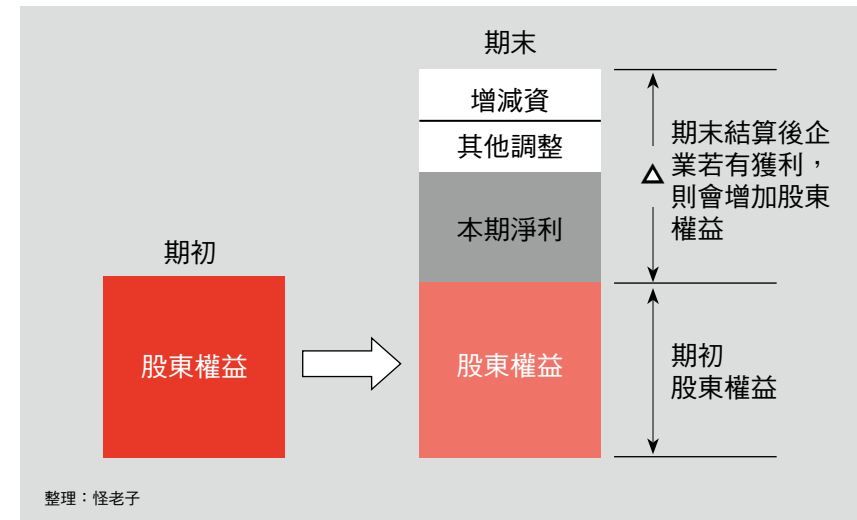 期末
增減資
其他調整
本期淨利
股東權益
期初
股東權益
△
期末結算後企
業若有獲利，
則會增加股東
權益
期初
股東權益
整理：怪老子